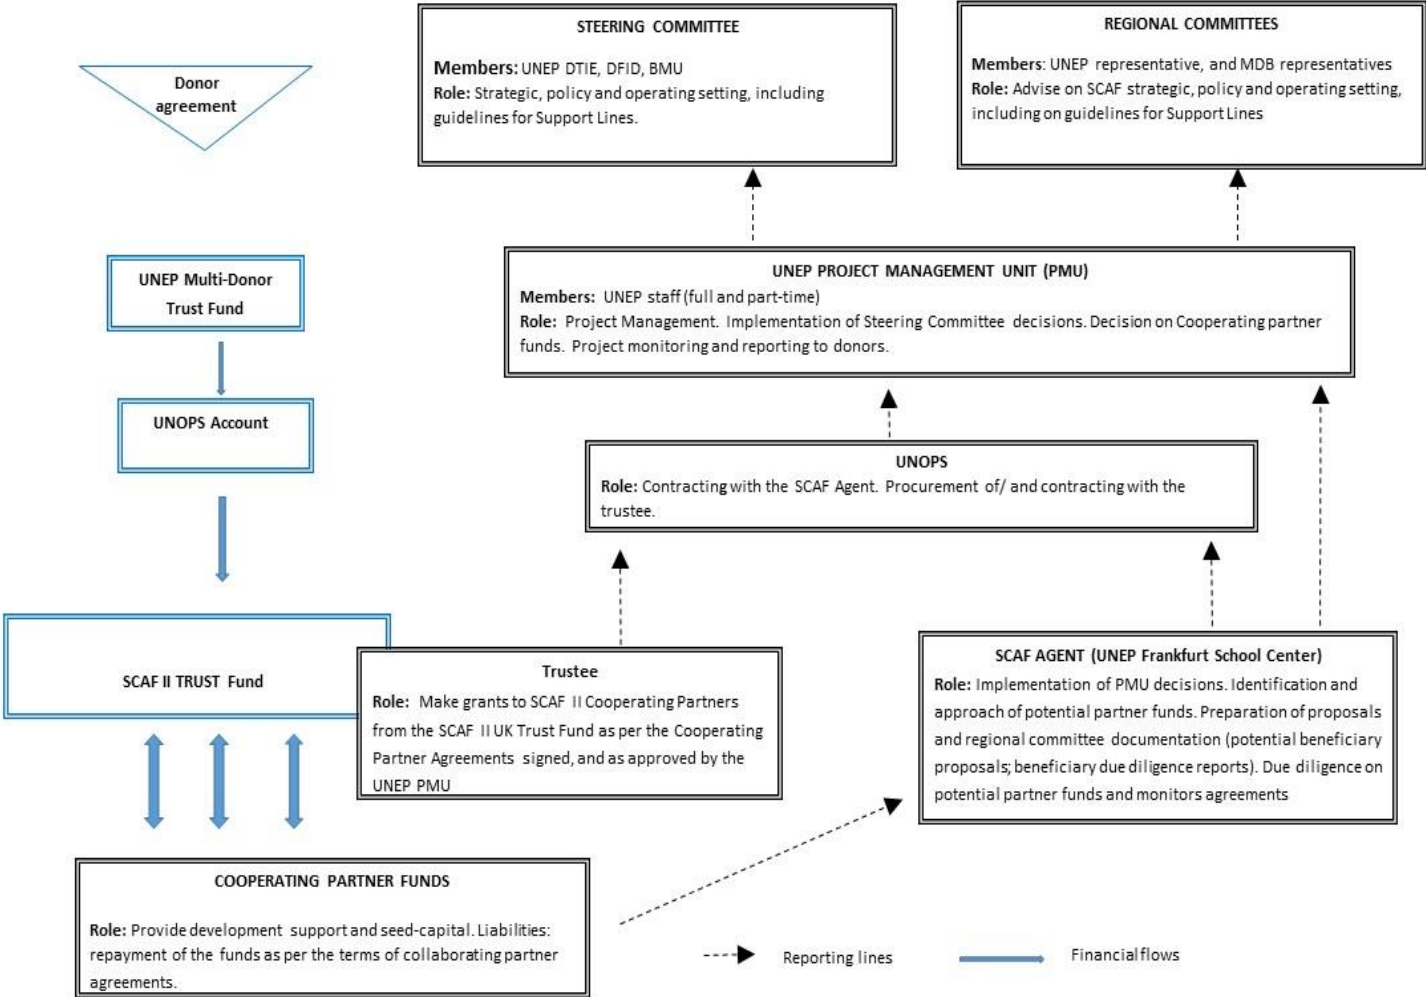 STEERING COMMITTEE
Members: UNEP DTIE, DFID, BMU
Role: Strategic, policy and operating setting, including
guidelines for Support Lines.
REGIONAL COMMITTEES
Members: UNEP representative, and MDB representatives
Role: Advise on SCAF strategic, policy and operating setting,
including on guidelines for Support Lines
Donor
agreement
UNEP Multi-Donor
Trust Fund
UNEP PROJECT MANAGEMENT UNIT (PMU)
Members: UNEP staff (full and part-time)
Role: Project Management. Implementation of Steering Committee decisions. Decision on Cooperating partner
funds. Project monitoring and reporting to donors.
UNOPS Account
UNOPS
Role: Contracting with the SCAF Agent. Procurement of/ and contracting with the
trustee.
SCAF II TRUST Fund
Trustee
Role: Make grants to SCAF II Cooperating Partners
from the SCAF II UK Trust Fund as per the Cooperating
Partner Agreements signed, and as approved by the
UNEP PMU
SCAF AGENT (UNEP Frankfurt School Center)
Role: Implementation of PMU decisions. Identification and
approach of potential partner funds. Preparation of proposals
and regional committee documentation (potential beneficiary
proposals; beneficiary due diligence reports). Due diligence on
potential partner funds and monitors agreements
COOPERATING PARTNER FUNDS
Role: Provide development support and seed-capital. Liabilities:
repayment of the funds as per the terms of collaborating partner
agreements.
Reporting lines
Financial flows